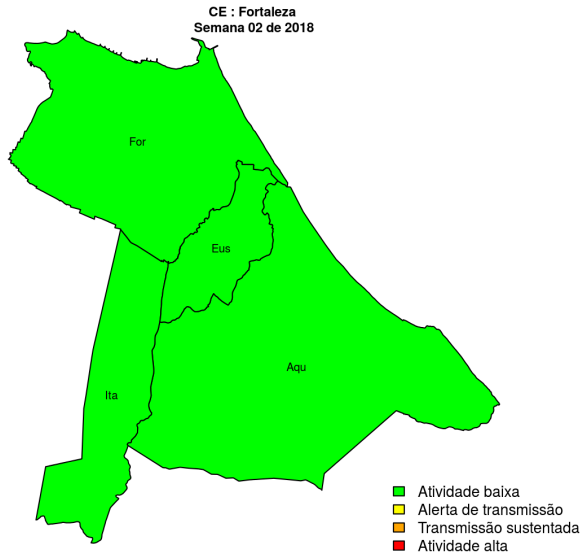 CE : Fortaleza
Semana 02 de 2018
For
Eus
Aqu
Ita
Atividade baixa
Alerta de transmissão
Transmissão sustentada
Atividade alta